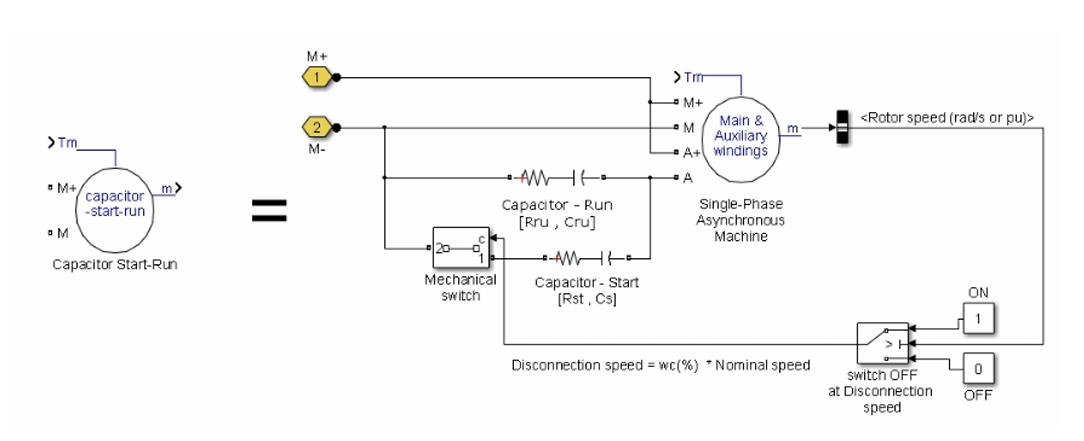 M+
1
2
M-
Tm
M+
M
capacitor
-start-run
m
Capacitor Start-Run
=
Tm
M+
M
A+
A
Main &
Auxiliary
windings
m
<Rotor speed (rad/s or pu)>
Single-Phase
Asynchronous
Machine
Capacitor - Run
[Rru , Cru]
2
c
1
Mechanical
switch
Capacitor - Start
[Rst , Cs]
Disconnection speed = wc(%) * Nominal speed
>
switch OFF
at Disconnection
speed
ON
1
0
OFF